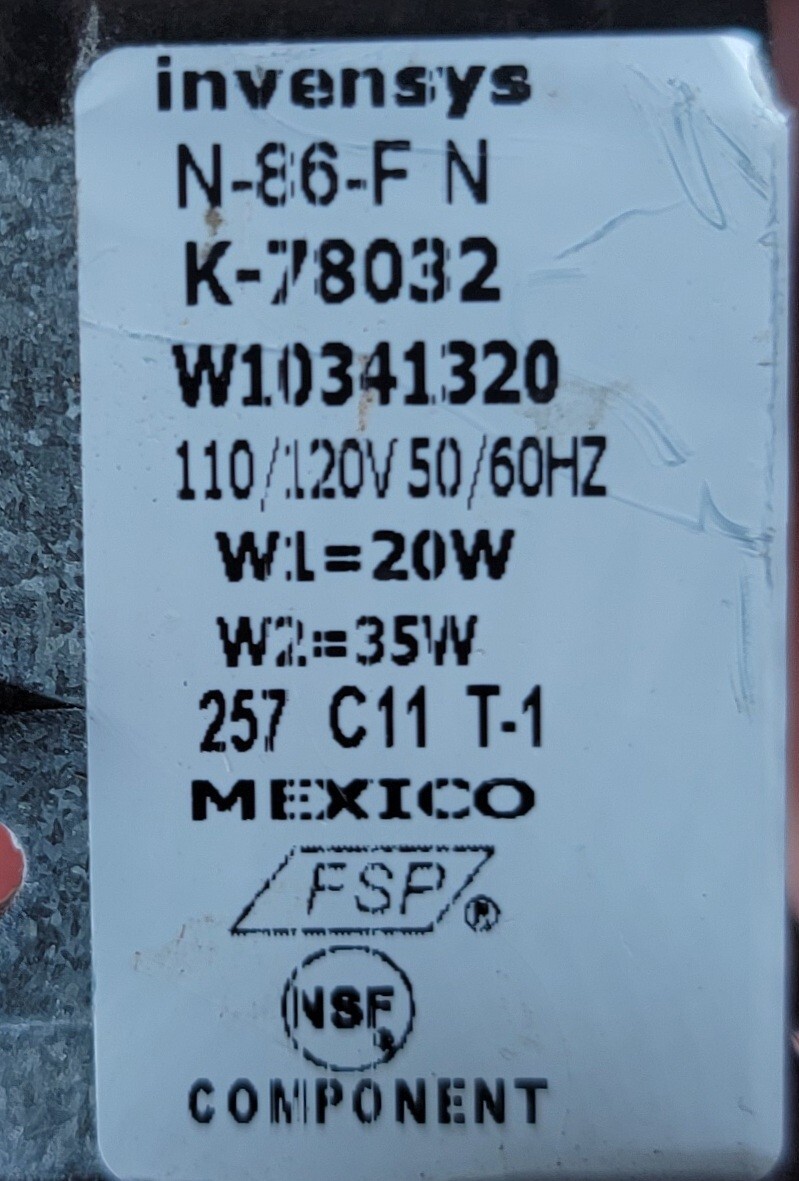 invensys
N-86-F N
K-78032
W10341320
110/120V 50/60HZ
W1=20W
W2=35W
257 C11 T-1
MEXICO
FSP®
NSF®
COMPONENT